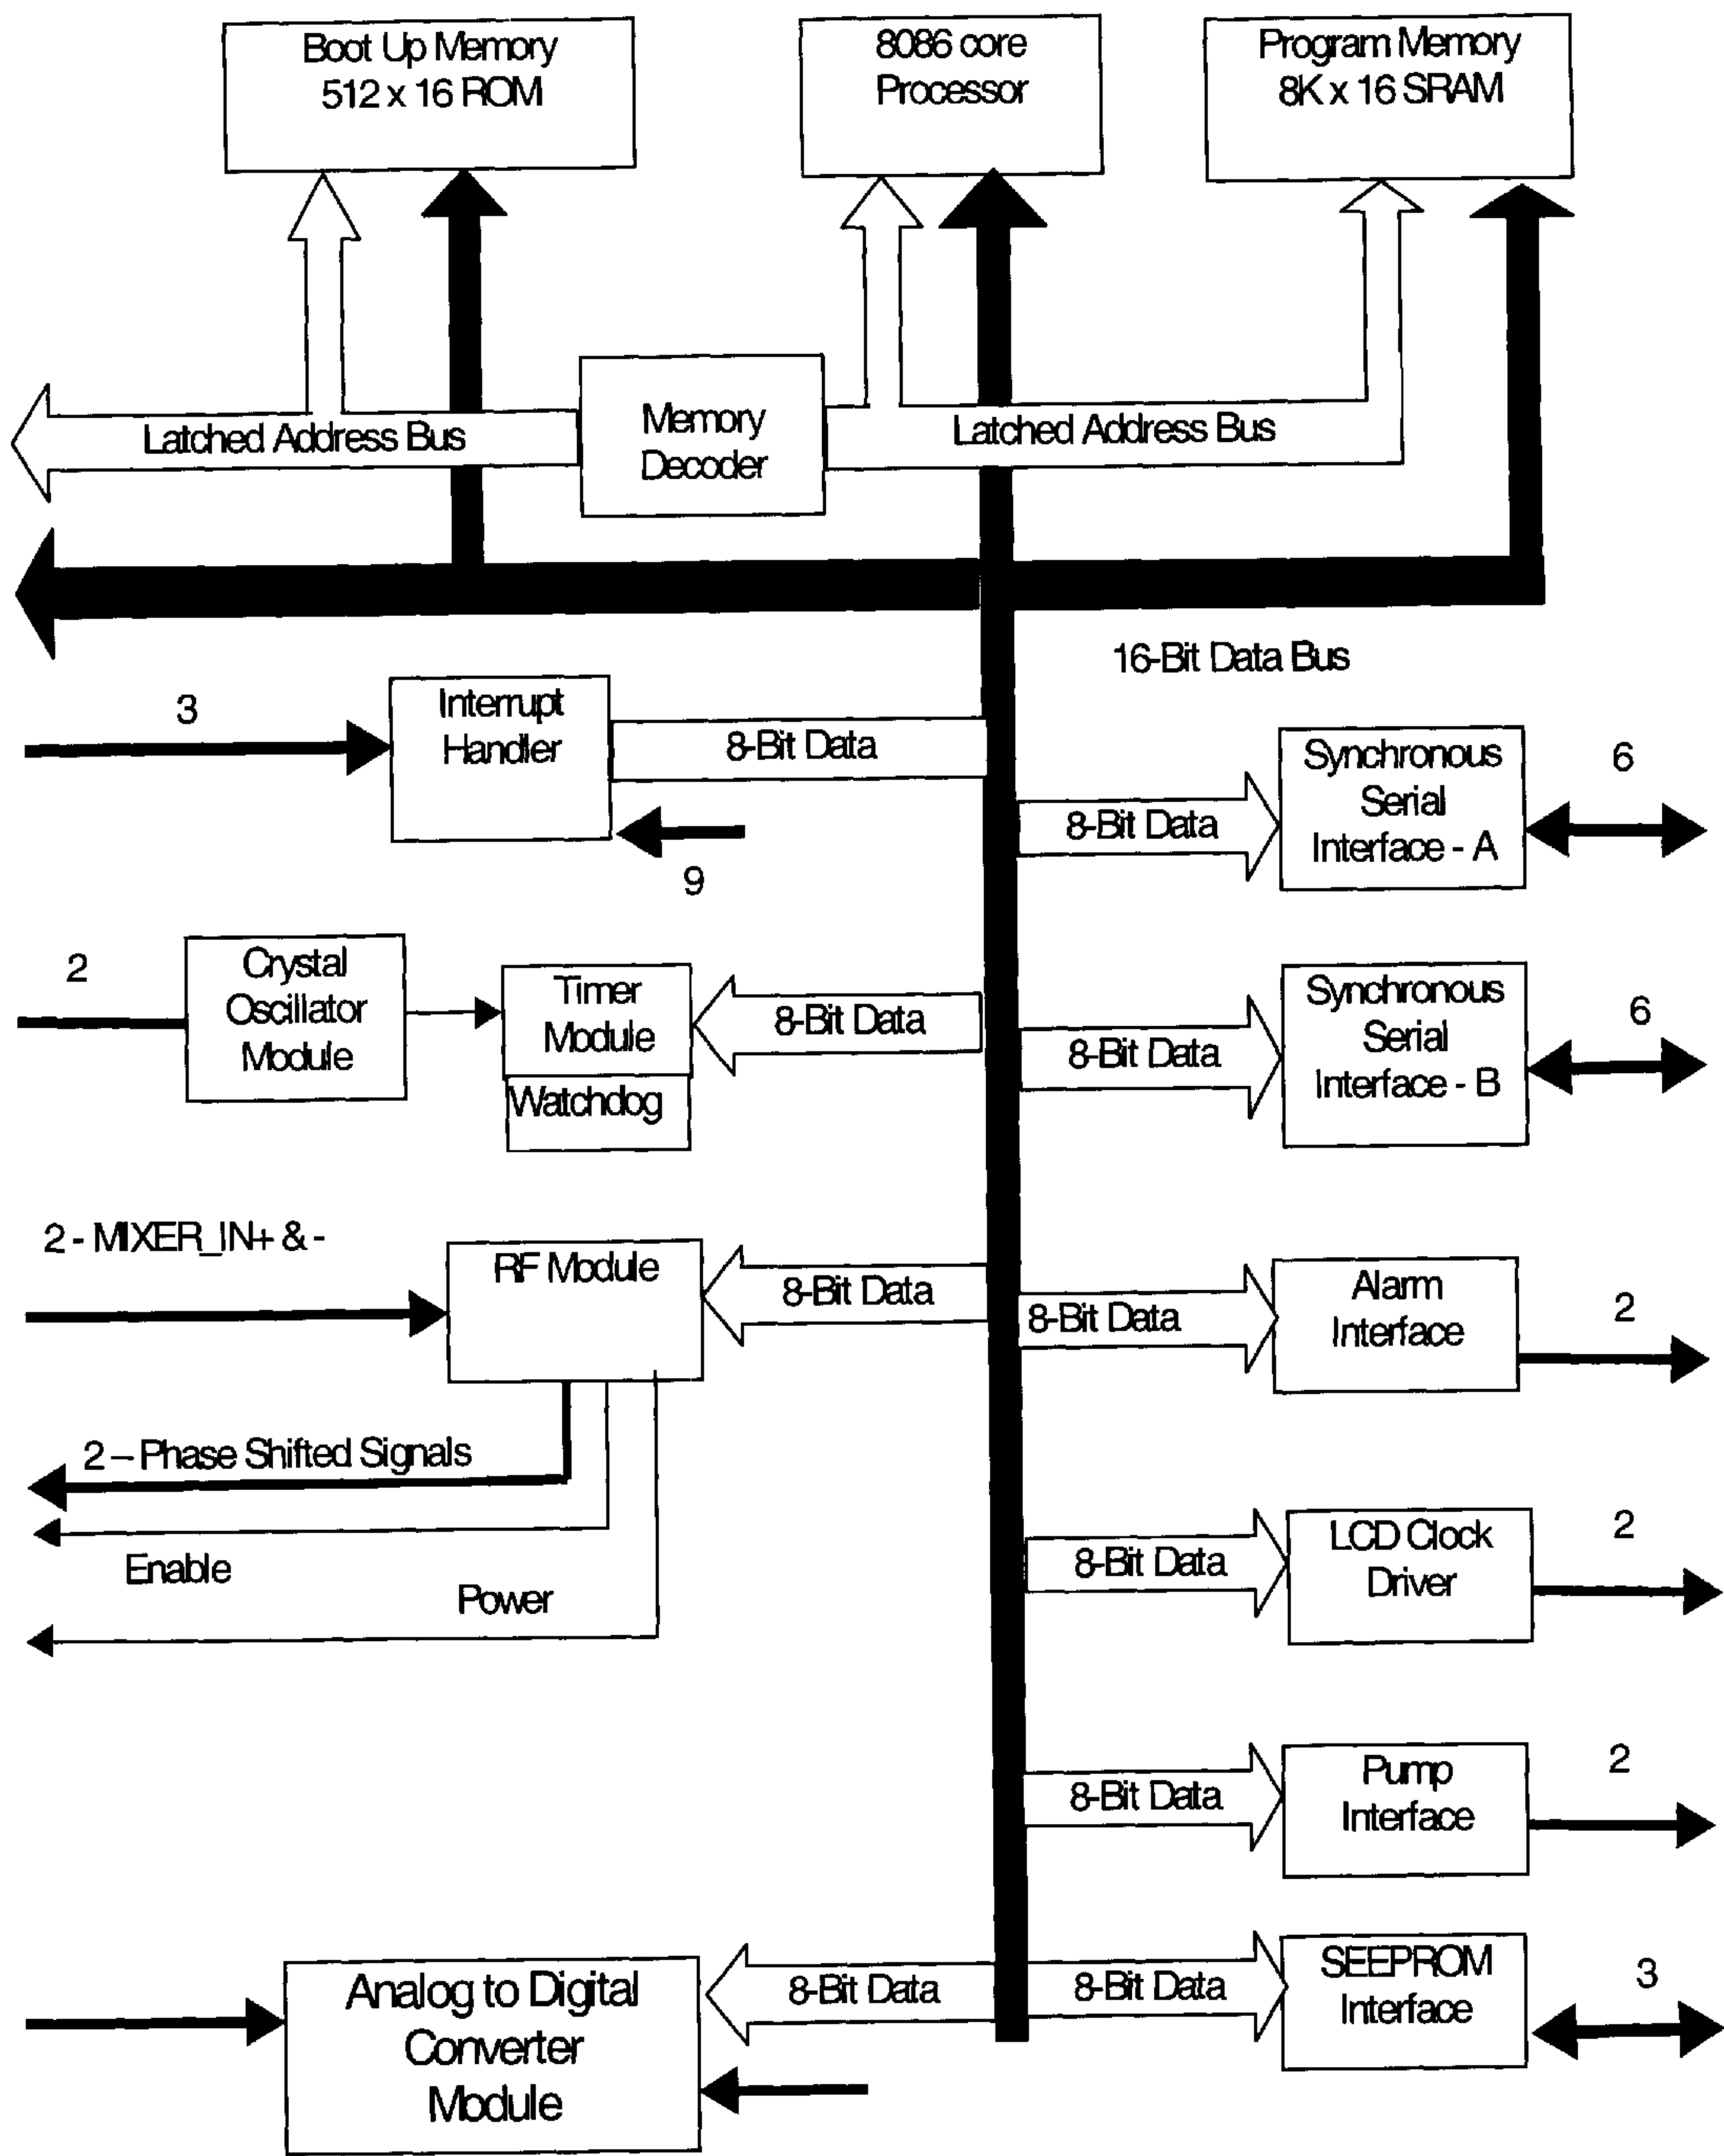 Boot Up Memory
512 x 16 ROM
8086 core
Processor
Program Memory
8K x 16 SRAM
Latched Address Bus
Memory
Decoder
Latched Address Bus
16-Bit Data Bus
3
Interrupt
Handler
8-Bit Data
9
8-Bit Data
Synchronous
Serial
Interface - A
6
2
Crystal
Oscillator
Module
Timer
Module
Watchdog
8-Bit Data
8-Bit Data
Synchronous
Serial
Interface - B
6
2 - MIXER_IN+ & -
RF Module
8-Bit Data
8-Bit Data
Alarm
Interface
2
2 – Phase Shifted Signals
Enable
Power
8-Bit Data
LCD Clock
Driver
2
8-Bit Data
Pump
Interface
2
Analog to Digital
Converter
Module
8-Bit Data
8-Bit Data
SEEPROM
Interface
3